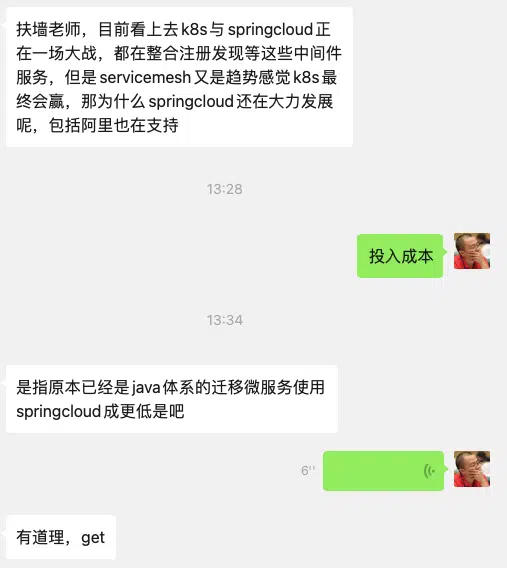 扶墙老师，目前看上去k8s与springcloud正
在一场大战，都在整合注册发现等这些中间件
服务，但是servicemesh又是趋势感觉k8s最
终会赢，那为什么springcloud还在大力发展
呢，包括阿里也在支持
13:28
投入成本
13:34
是指原本已经是java体系的迁移微服务使用
springcloud成更低是吧
6''
有道理，get